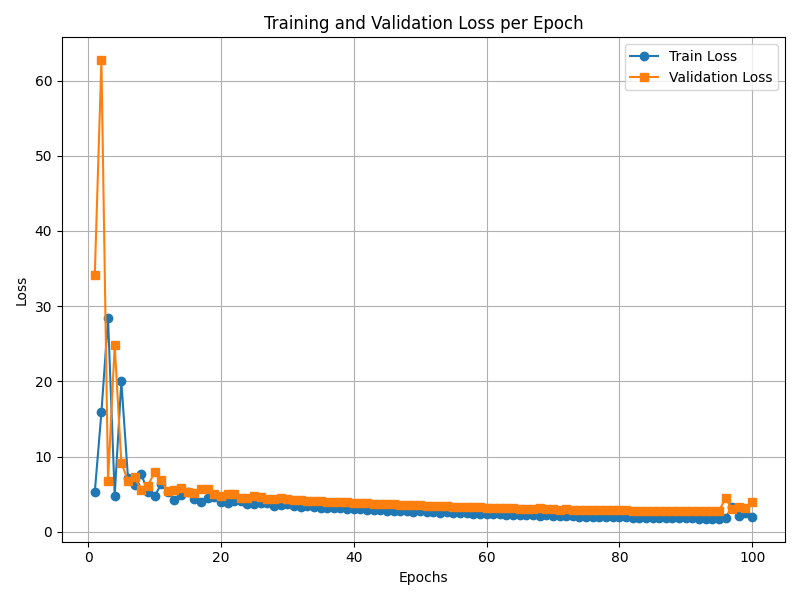 Training and Validation Loss per Epoch
Train Loss
Validation Loss
60
50
40
30
20
10
0
Loss
0 20 40 60 80 100
Epochs